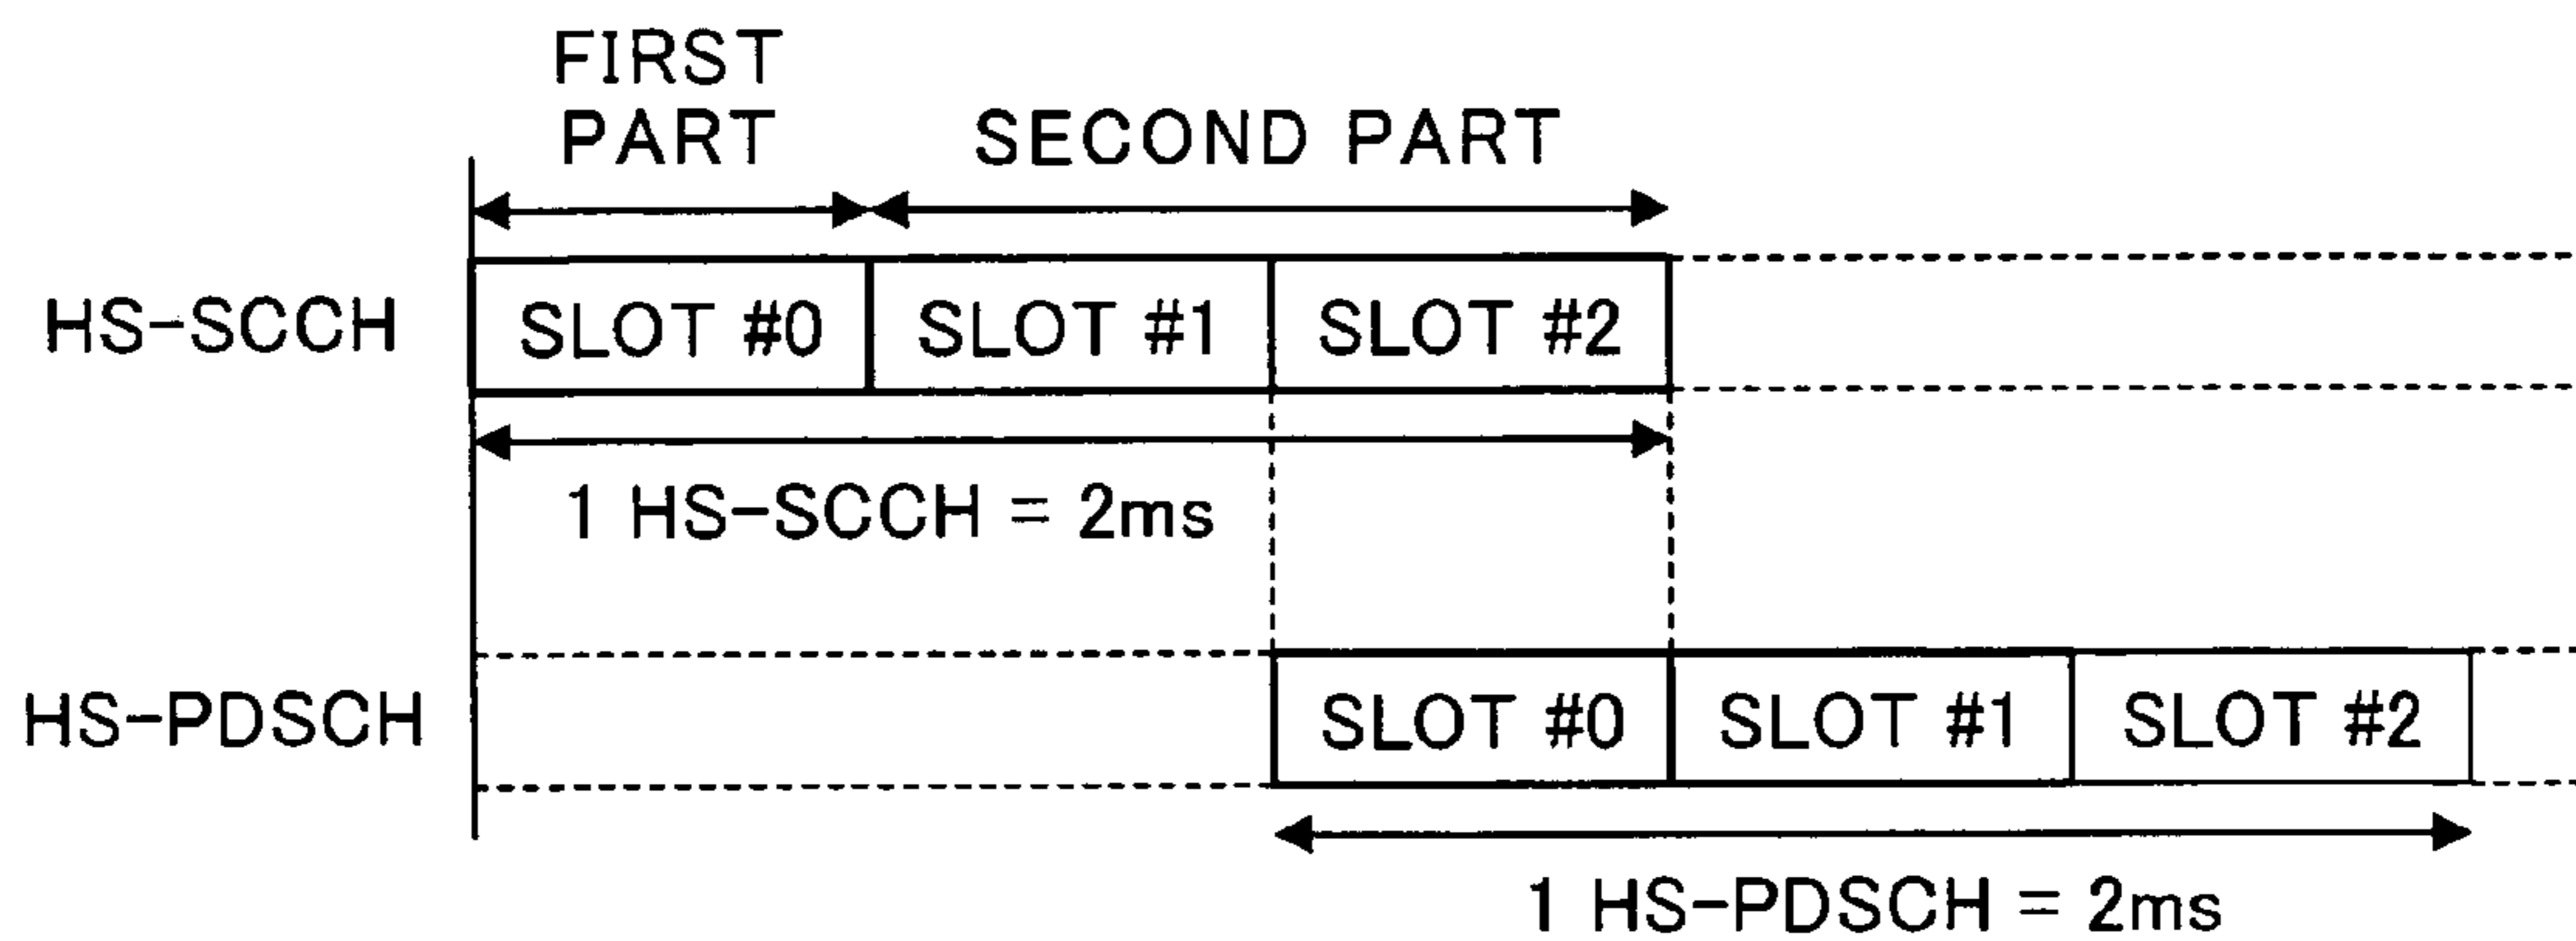 FIRST
PART
SECOND PART
HS-SCCH
SLOT #0
SLOT #1
SLOT #2
1 HS-SCCH = 2ms
HS-PDSCH
SLOT #0
SLOT #1
SLOT #2
1 HS-PDSCH = 2ms